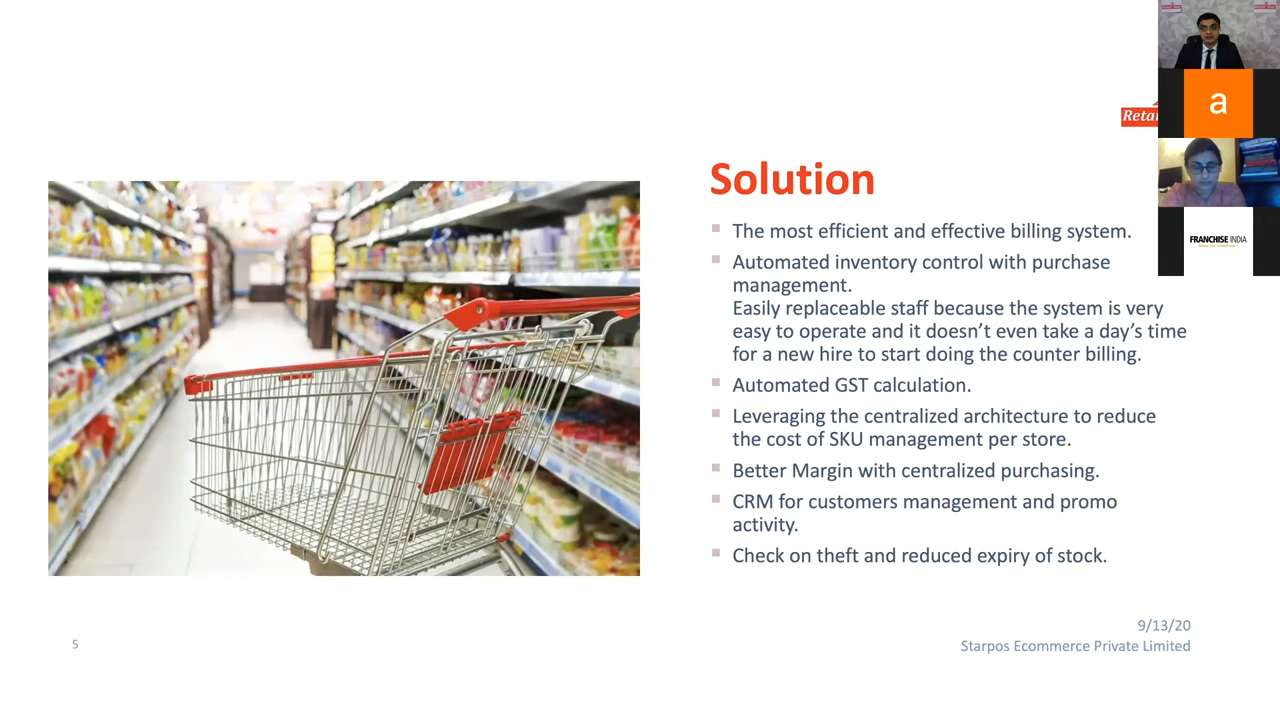 a
Retai
Solution
The most efficient and effective billing system.
Automated inventory control with purchase
management.
Easily replaceable staff because the system is very
easy to operate and it doesn't even take a day's time
for a new hire to start doing the counter billing.
Automated GST calculation.
Leveraging the centralized architecture to reduce
the cost of SKU management per store.
Better Margin with centralized purchasing.
CRM for customers management and promo
activity.
Check on theft and reduced expiry of stock.
FRANCHISE INDIA
9/13/20
5
Starpos Ecommerce Private Limited